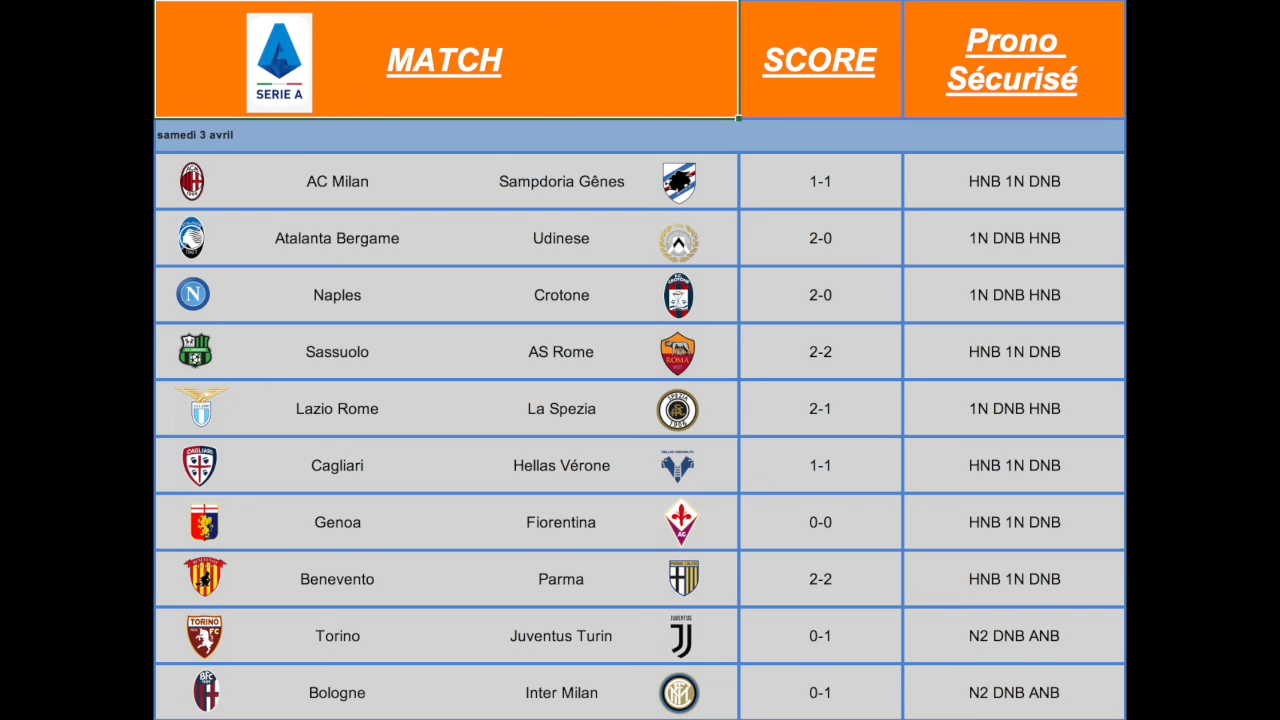 MATCH
SCORE
Prono
Sécurisé
SERIE A
samedi 3 avril
AC Milan Sampdoria Gênes 1-1 HNB 1N DNB
Atalanta Bergame Udinese 2-0 1N DNB HNB
Naples Crotone 2-0 1N DNB HNB
Sassuolo AS Rome 2-2 HNB 1N DNB
Lazio Rome La Spezia 2-1 1N DNB HNB
Cagliari Hellas Vérone 1-1 HNB 1N DNB
Genoa Fiorentina 0-0 HNB 1N DNB
Benevento Parma 2-2 HNB 1N DNB
Torino Juventus Turin 0-1 N2 DNB ANB
Bologne Inter Milan 0-1 N2 DNB ANB